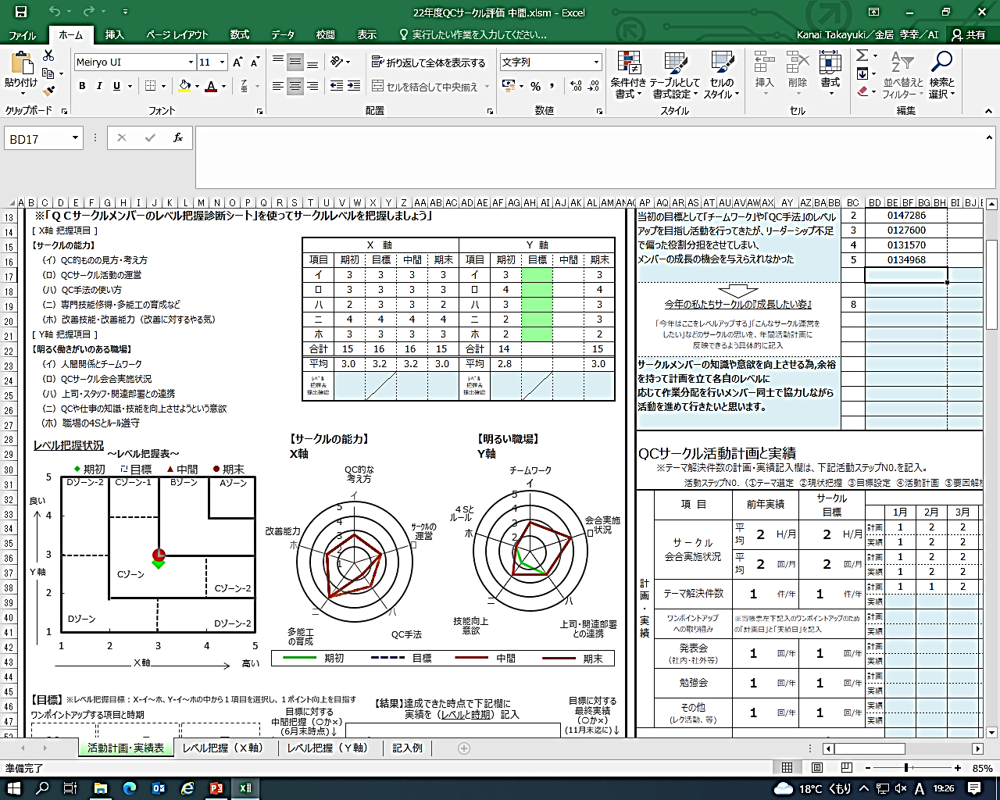 22年度QCサークル評価 中間.xlsm - Excel
ファイル ホーム 挿入 ページ レイアウト 数式 データ 校閲 表示 実行したい作業を入力してください... Kanai Takayuki／金居 孝幸／AI 共有
貼り付け Meiryo UI 11 折り返して全体を表示する 文字列 条件付き書式 テーブルとして書式設定 セルのスタイル 挿入 削除 書式 並べ替えとフィルター 検索と選択
B I U セルを結合して中央揃え
クリップボード フォント 配置 数値 スタイル セル 編集
BD17 fx
※「ＱＣサークルメンバーのレベル把握診断シート」を使ってサークルレベルを把握しましょう」
[ X軸 把握項目 ]
【サークルの能力】
（イ）QC的ものの見方・考え方
（ロ）QCサークル活動の運営
（ハ）QC手法の使い方
（ニ）専門技能修得・多能工の育成など
（ホ）改善技能・改善能力（改善に対するやる気）
[ Y軸 把握項目 ]
【明るく働きがいのある職場】
（イ）人間関係とチームワーク
（ロ）QCサークル会合実施状況
（ハ）上司・スタッフ・関連部署との連携
（ニ）QCや仕事の知識・技能を向上させようという意欲
（ホ）職場の4Sとルール遵守
X 軸 Y 軸
項目 期初 目標 中間 期末 項目 期初 目標 中間 期末
イ 3 3 3 3 イ 3 3
ロ 3 3 3 3 ロ 4 4
ハ 2 3 3 2 ハ 3 3
ニ 4 4 4 4 ニ 2 3
ホ 3 3 3 3 ホ 2 2
合計 15 16 16 15 合計 14 15
平均 3.0 3.2 3.2 3.0 平均 2.8 3.0
レベル把握表提出確認 レベル把握表提出確認
レベル把握状況
～レベル把握表～
期初 目標 中間 期末
Dゾーン-2 Cゾーン-1 Bゾーン Aゾーン
Cゾーン Cゾーン-2
Dゾーン Dゾーン-2
良い Y軸 5 4 3 2 1
1 2 3 4 5
X軸 高い
【サークルの能力】
X軸
QC的な
考え方
イ
サークルの
運営
ロ
ハ
QC手法
ニ
多能工
の育成
改善能力
ホ
5 4 3 2 1
【明るい職場】
Y軸
チームワーク
イ
会合実施
状況
ロ
ハ
上司・関連部署
との連携
ニ
技能向上
意欲
4Sと
ルール
ホ
5 4 3 2 1
期初 目標 中間 期末
【目標】 ※レベル把握目標：X-イ～ホ、Y-イ～ホの中から１項目を選択し、１ポイント向上を目指す
ワンポイントアップする項目と時期
目標に対する
中間把握（○か×）
（6月末時点）↓
【結果】達成できた時点で下記欄に
実績を（レベルと時期）記入
目標に対する
最終実績
（○か×）
（11月末迄に）↓
当初の目標として「チームワーク」や「QC手法」のレベル
アップを目指し活動を行ってきたが、リーダーシップ不足
で偏った役割分担をさせてしまい、
メンバーの成長の機会を与えられなかった
2 0147286
3 0127600
4 0131570
5 0134968
8
今年の私たちサークルの『成長したい姿』
「今年はここをレベルアップする」「こんなサークル運営を
したい」などのサークルの思いを、年間活動計画に
反映できるよう具体的に記入
サークルメンバーの知識や意欲を向上させる為,余裕
を持って計画を立て各自のレベルに
応じて作業分配を行いメンバー同士で協力しながら
活動を進めて行きたいと思います。
QCサークル活動計画と実績
※テーマ解決件数の計画・実績記入欄は、下記活動ステップN0.を記入。
活動ステップN0.（①テーマ選定 ②現状把握 ③目標設定 ④活動計画 ⑤要因解析
計画・実績
項 目 前年実績 サークル目標 1月 2月 3月
サークル会合実施状況 平均 2 H/月 2 H/月 計画 1 2 2
実績 1 2 2
平均 2 回/月 2 回/月 計画 1 2 2
実績 1 2 2
テーマ解決件数 1 件/年 1 件/年 計画 1 1 2
実績
ワンポイントアップへの取り組み ※当帳票左下記入のワンポイントアップのための「計画日」と「実績日」を記入 計画
実績
発表会（社内・社外等） 1 回/年 1 回/年 計画
実績
勉強会 1 回/年 1 回/年 計画
実績
その他（レク活動、等） 1 回/年 1 回/年 計画
実績
活動計画・実績表 レベル把握（X軸） レベル把握（Y軸） 記入例
準備完了 85%
18°C くもり A 19:26